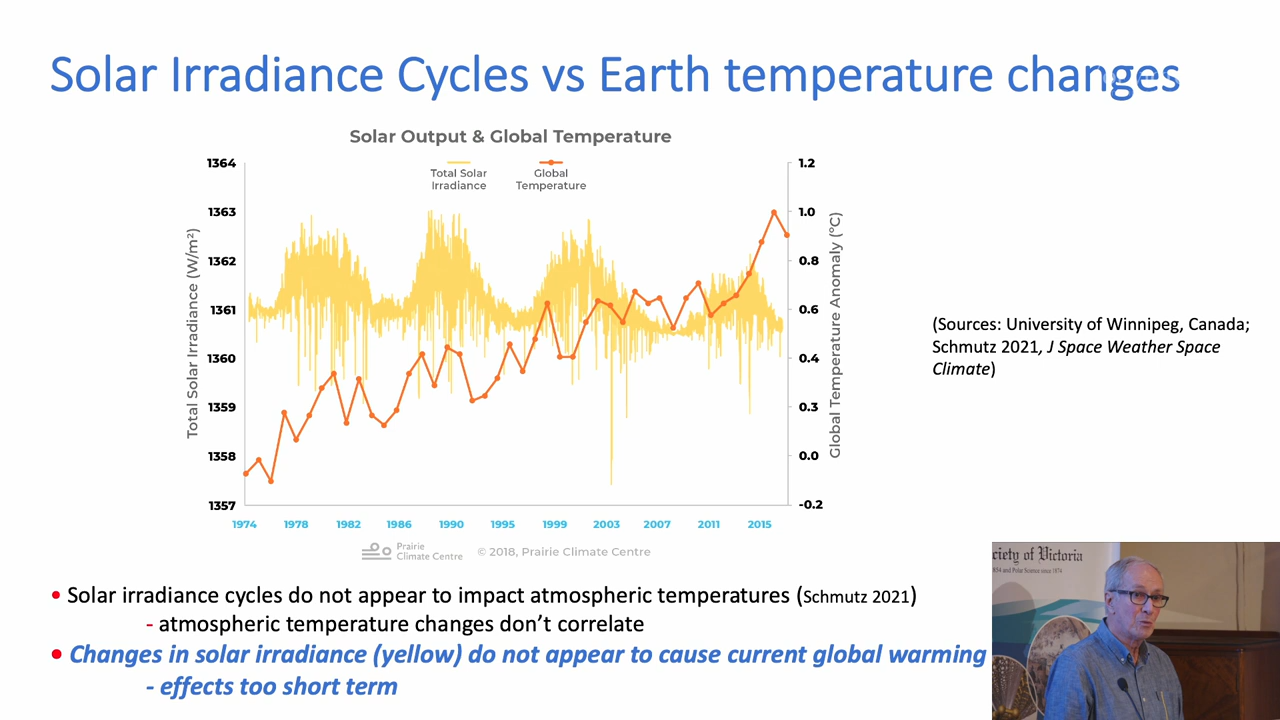 Solar Irradiance Cycles vs Earth temperature changes
Solar Output & Global Temperature
Total Solar
Irradiance
Global
Temperature
Total Solar Irradiance (W/m²)
1364
1363
1362
1361
1360
1359
1358
1357
1.2
1.0
0.8
0.6
0.4
0.3
0.0
-0.2
Global Temperature Anomaly (°C)
1974
1978
1982
1986
1990
1995
1999
2003
2007
2011
2015
Prairie
Climate Centre
© 2018, Prairie Climate Centre
(Sources: University of Winnipeg, Canada;
Schmutz 2021, J Space Weather Space
Climate)
• Solar irradiance cycles do not appear to impact atmospheric temperatures (Schmutz 2021)
- atmospheric temperature changes don’t correlate
• Changes in solar irradiance (yellow) do not appear to cause current global warming
- effects too short term
ciety of Victoria
and Polar Science since 1874